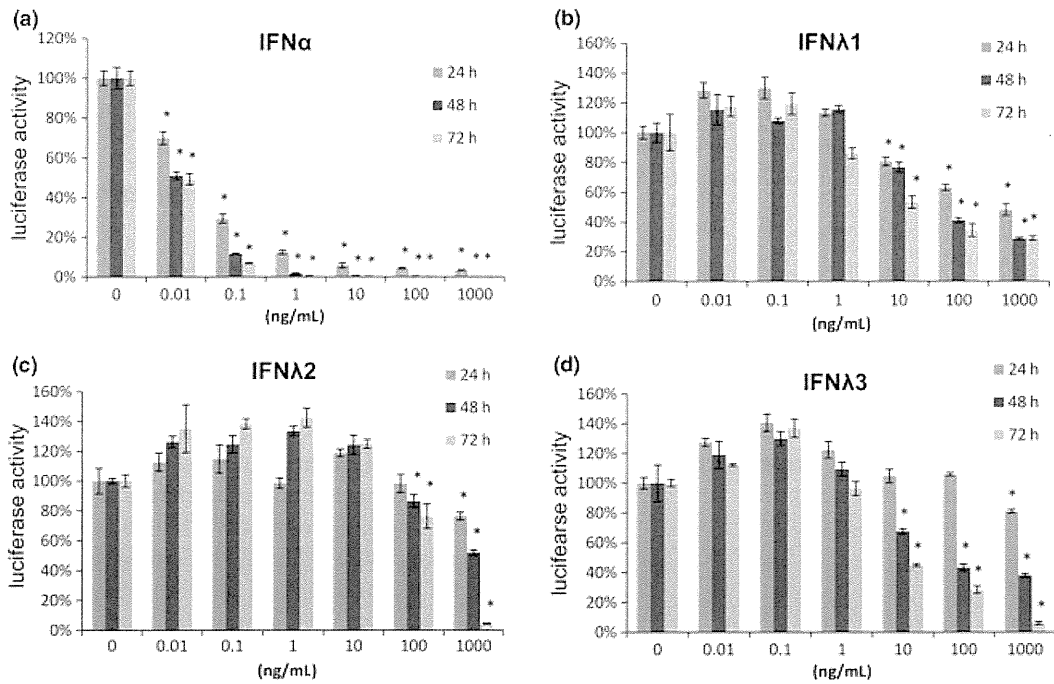 (a)
IFNα
luciferase activity
120%
100%
80%
60%
40%
20%
0%
24 h
48 h
72 h
* * *
* * *
* * *
* * *
* * *
* * *
0 0.01 0.1 1 10 100 1000
(ng/mL)
(b)
IFNλ1
luciferase activity
160%
140%
120%
100%
80%
60%
40%
20%
0%
24 h
48 h
72 h
* * *
* * *
* * *
0 0.01 0.1 1 10 100 1000
(ng/mL)
(c)
IFNλ2
luciferase activity
160%
140%
120%
100%
80%
60%
40%
20%
0%
24 h
48 h
72 h
* *
* * *
0 0.01 0.1 1 10 100 1000
(ng/mL)
(d)
IFNλ3
lucifearse activity
160%
140%
120%
100%
80%
60%
40%
20%
0%
24 h
48 h
72 h
* *
* *
* * *
0 0.01 0.1 1 10 100 1000
(ng/mL)